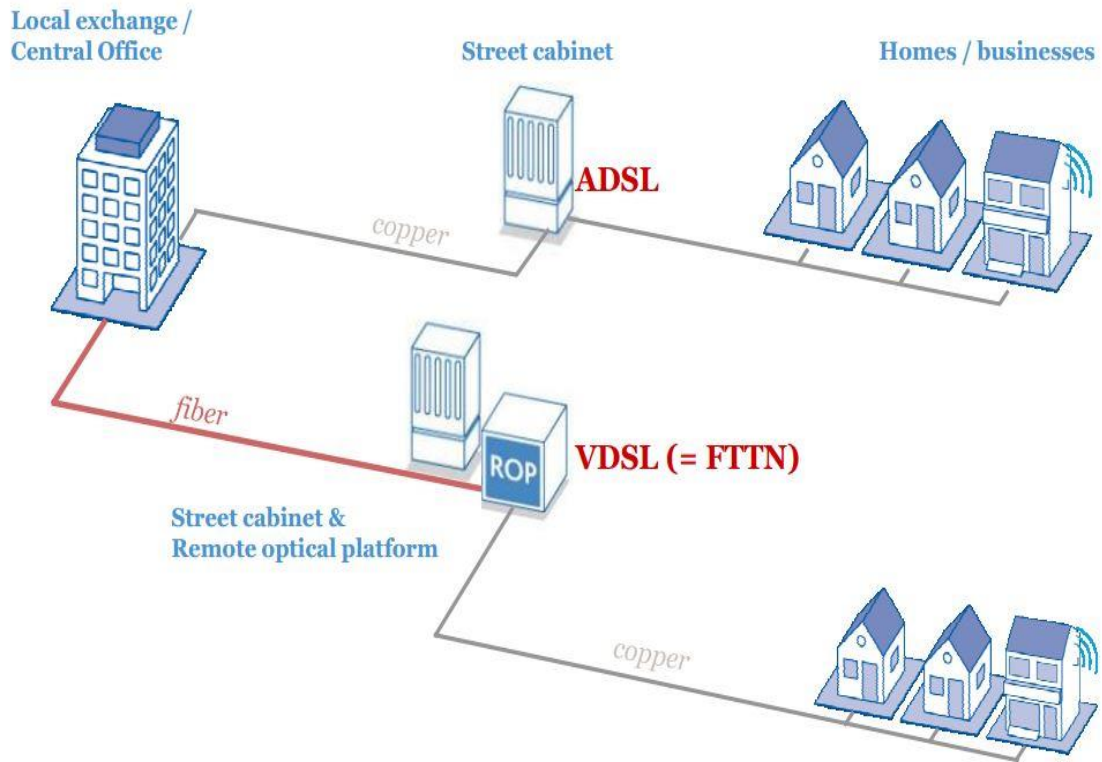 Local exchange /
Central Office
Street cabinet
Homes / businesses
ADSL
copper
fiber
ROP
VDSL (= FTTN)
Street cabinet &
Remote optical platform
copper